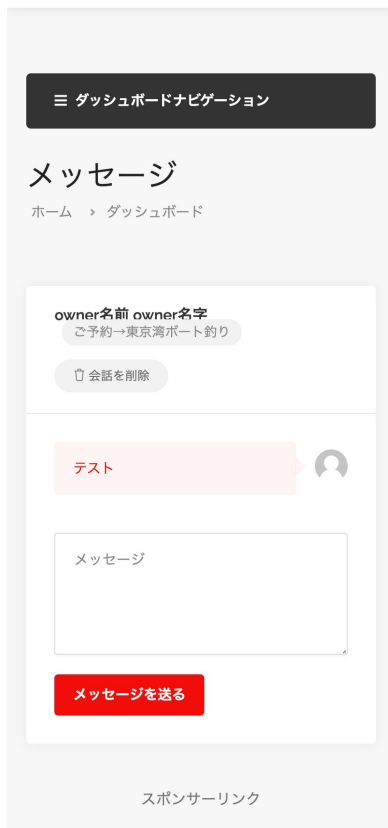 ダッシュボードナビゲーション
メッセージ
ホーム › ダッシュボード
owner名前 owner名字
ご予約→東京湾ボート釣り
会話を削除
テスト
メッセージ
メッセージを送る
スポンサーリンク